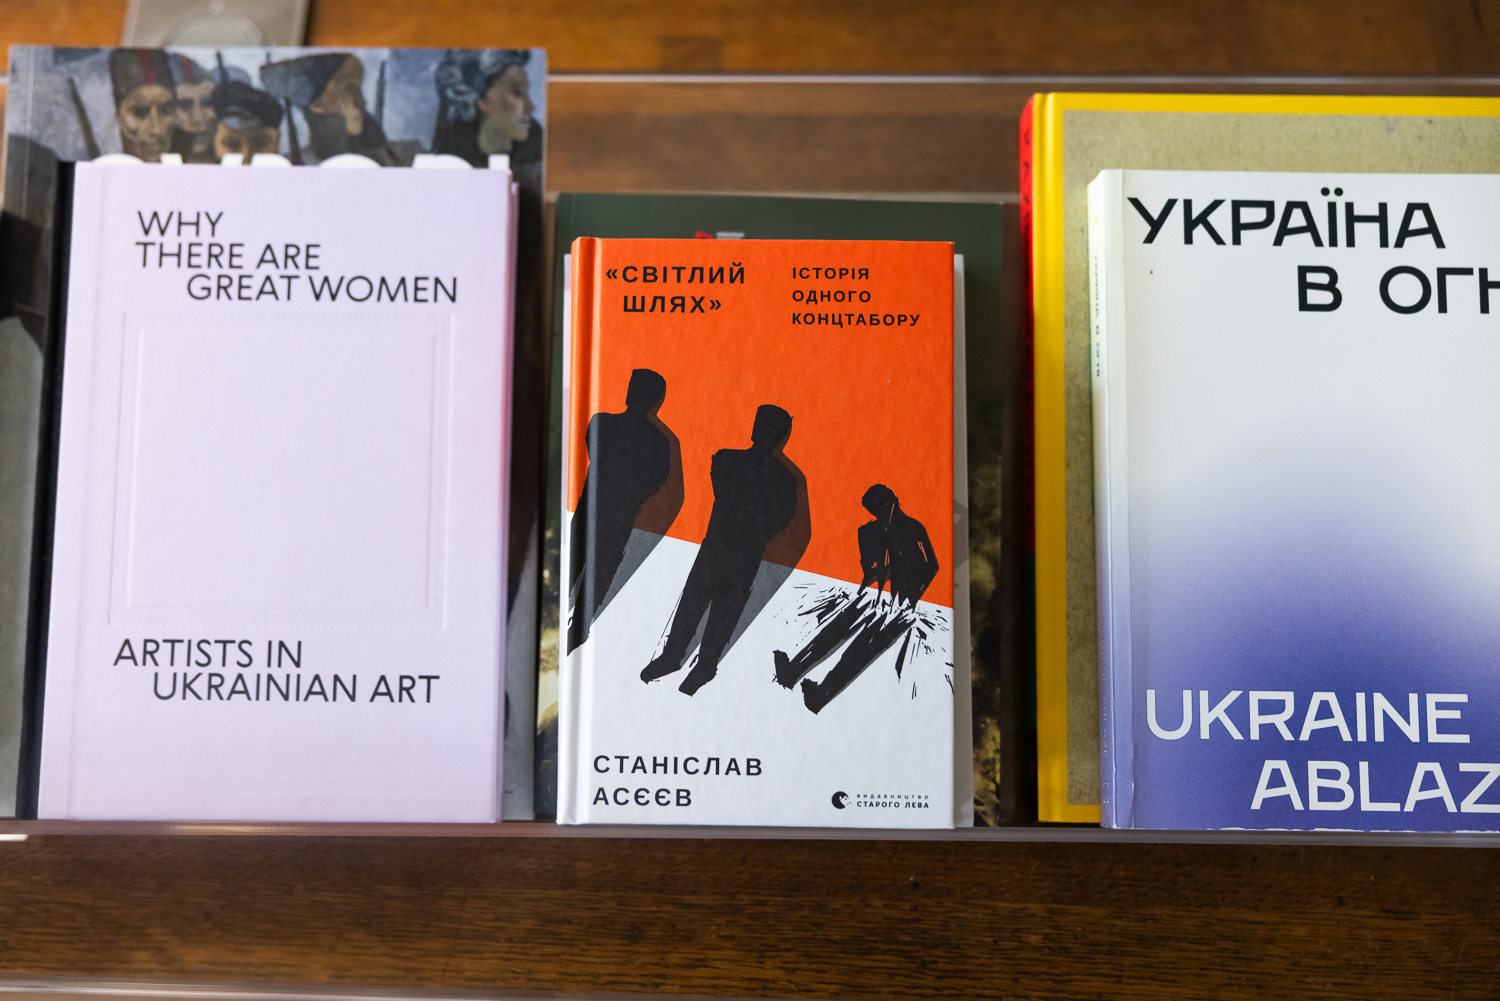 WHY
THERE ARE
GREAT WOMEN
ARTISTS IN
UKRAINIAN ART
«СВІТЛИЙ
ШЛЯХ»
ІСТОРІЯ
ОДНОГО
КОНЦТАБОРУ
СТАНІСЛАВ
АСЄЄВ
ВИДАВНИЦТВО
СТАРОГО ЛЕВА
УКРАЇНА
В ОГН
UKRAINE
ABLAZ